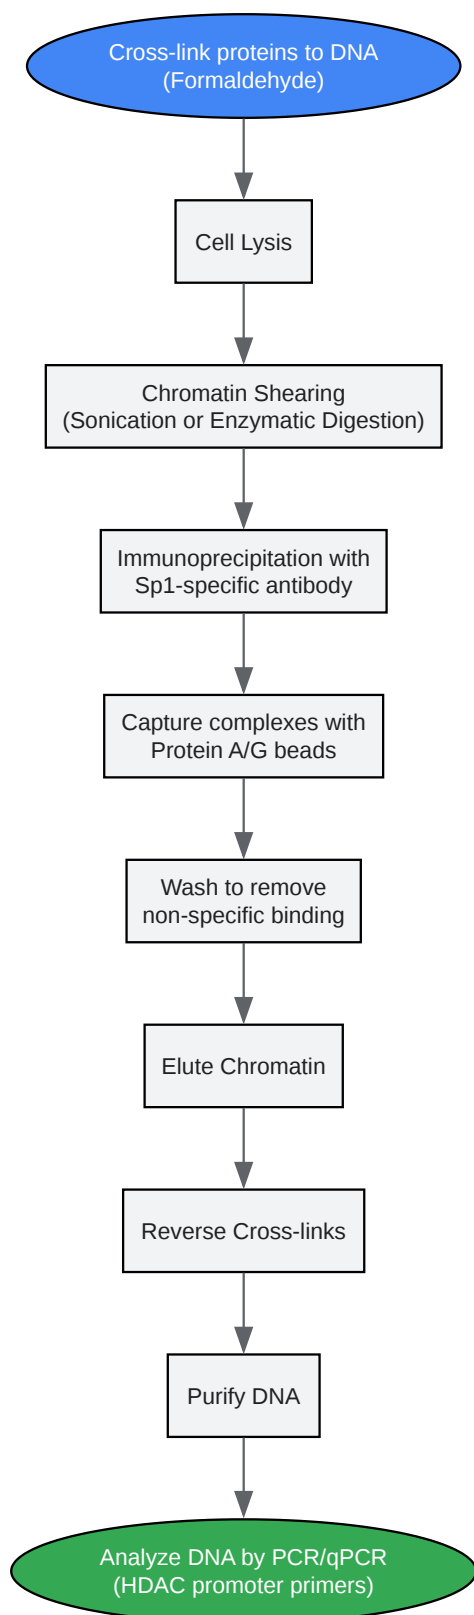 Cross-link proteins to DNA
(Formaldehyde)
Cell Lysis
Chromatin Shearing
(Sonication or Enzymatic Digestion)
Immunoprecipitation with
Sp1-specific antibody
Capture complexes with
Protein A/G beads
Wash to remove
non-specific binding
Elute Chromatin
Reverse Cross-links
Purify DNA
Analyze DNA by PCR/qPCR
(HDAC promoter primers)